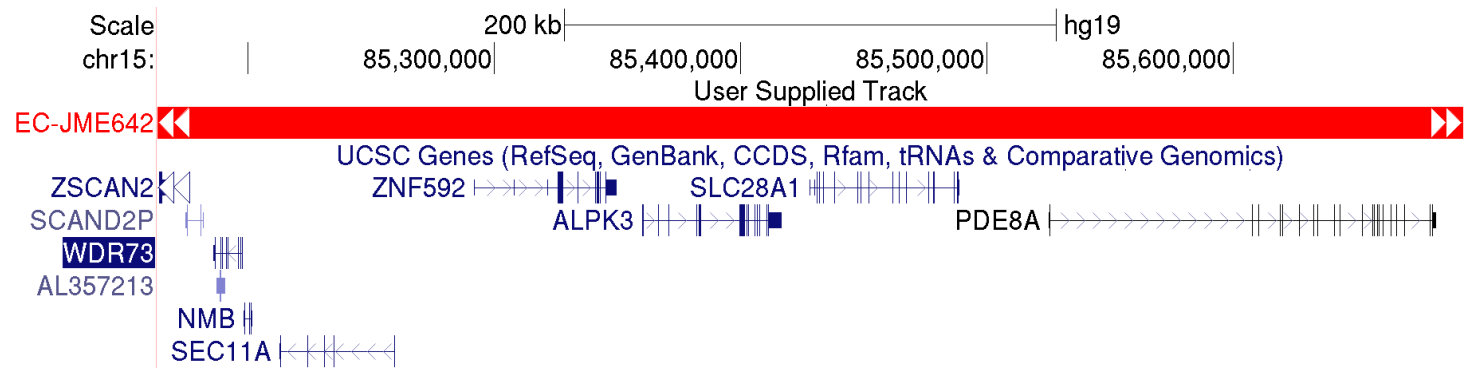 Scale 200 kb hg19
chr15: 85,300,000 85,400,000 85,500,000 85,600,000
User Supplied Track
EC-JME642
UCSC Genes (RefSeq, GenBank, CCDS, Rfam, tRNAs & Comparative Genomics)
ZSCAN2 ZNF592 SLC28A1
SCAND2P ALPK3 PDE8A
WDR73
AL357213
NMB
SEC11A